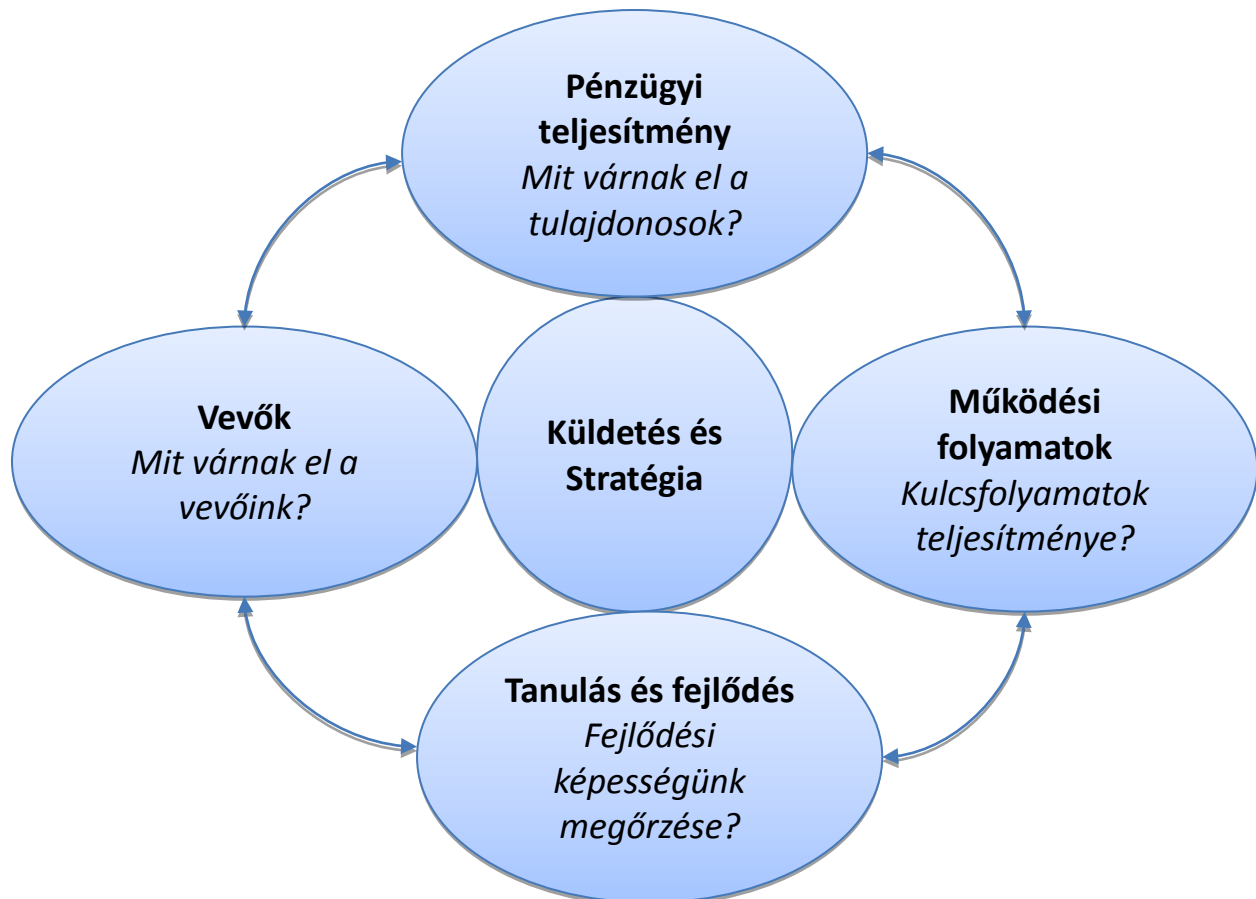 Pénzügyi
teljesítmény
Mit várnak el a
tulajdonosok?
Vevők
Mit várnak el a
vevőink?
Küldetés és
Stratégia
Működési
folyamatok
Kulcsfolyamatok
teljesítménye?
Tanulás és fejlődés
Fejlődési
képességünk
megőrzése?